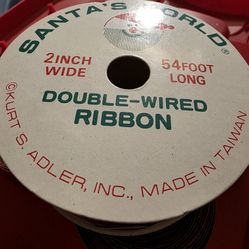 SANTA'S WORLD®
2 INCH WIDE
54 FOOT LONG
DOUBLE-WIRED
RIBBON
©KURT S. ADLER, INC., MADE IN TAIWAN